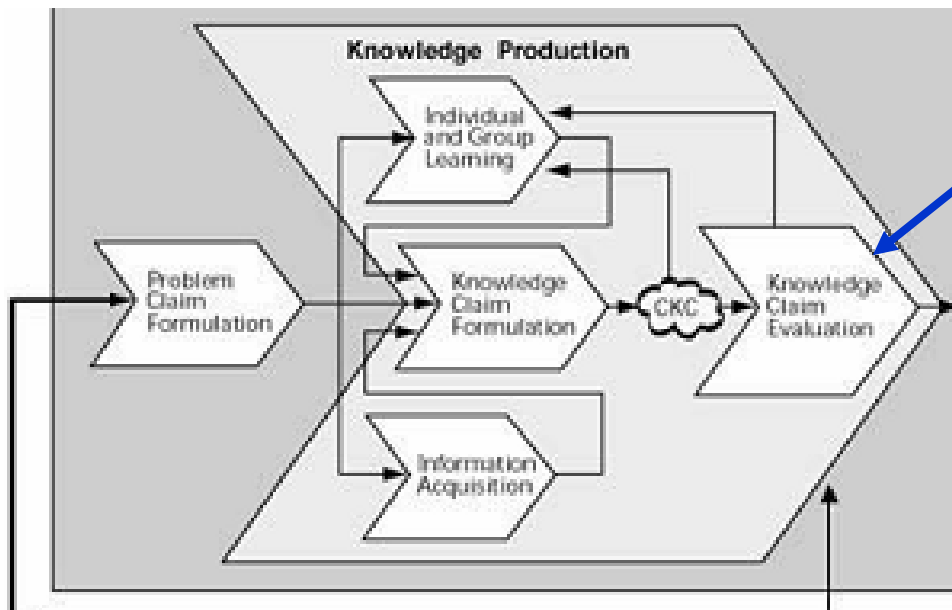 Knowledge Production
Individual
and Group
Learning
Problem
Claim
Formulation
Knowledge
Claim
Formulation
CKC
Knowledge
Claim
Evaluation
Information
Acquisition